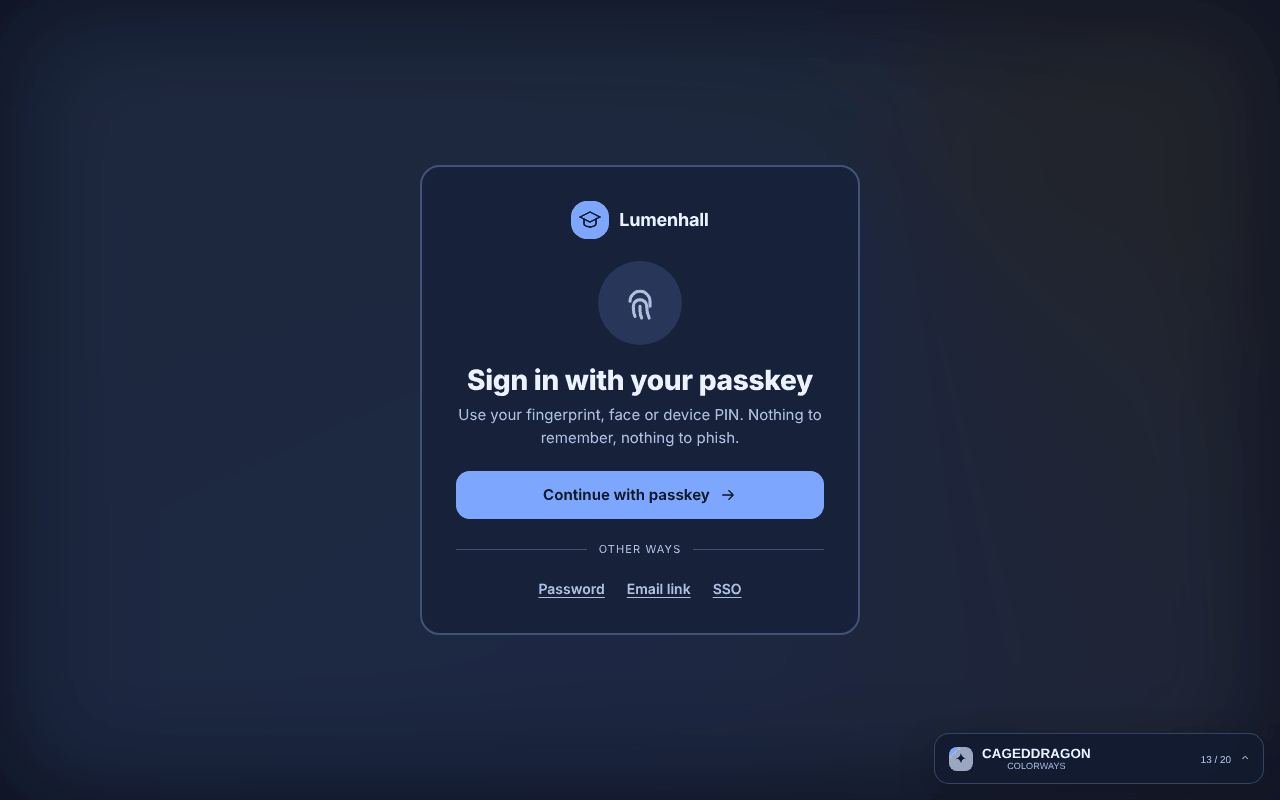 Lumenhall
Sign in with your passkey
Use your fingerprint, face or device PIN. Nothing to
remember, nothing to phish.
Continue with passkey →
OTHER WAYS
Password Email link SSO
CAGEDDRAGON
COLORWAYS
13 / 20